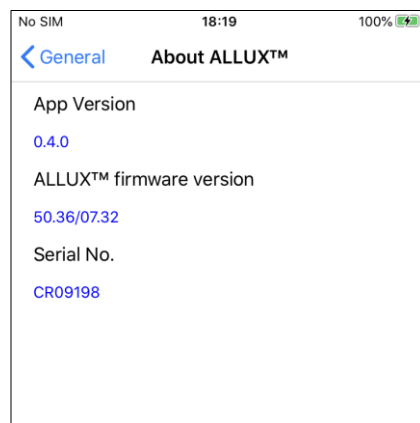 No SIM 18:19 100%
General About ALLUX™
App Version
0.4.0
ALLUX™ firmware version
50.36/07.32
Serial No.
CR09198